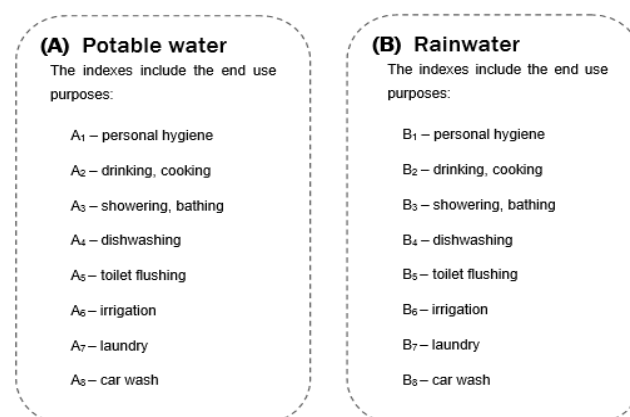 (A) Potable water
The indexes include the end use
purposes:
A₁ – personal hygiene
A₂ – drinking, cooking
A₃ – showering, bathing
A₄ – dishwashing
A₅ – toilet flushing
A₆ – irrigation
A₇ – laundry
A₈ – car wash
(B) Rainwater
The indexes include the end use
purposes:
B₁ – personal hygiene
B₂ – drinking, cooking
B₃ – showering, bathing
B₄ – dishwashing
B₅ – toilet flushing
B₆ – irrigation
B₇ – laundry
B₈ – car wash